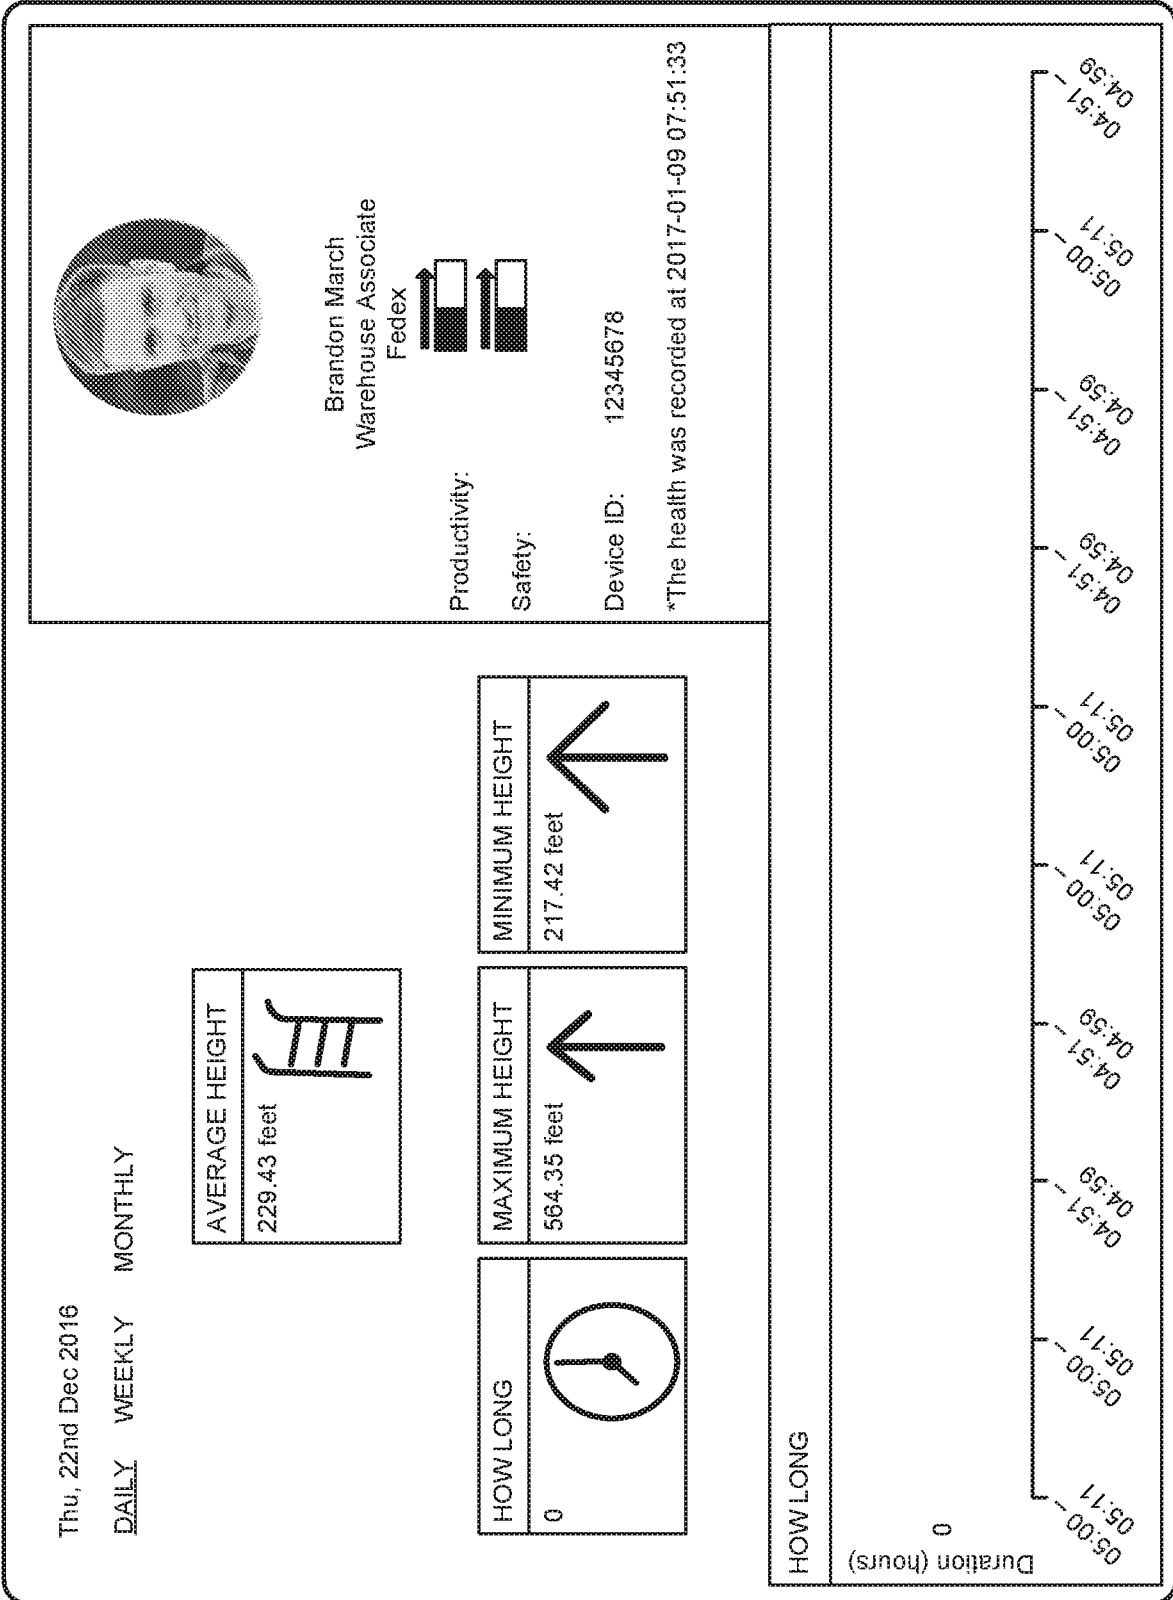 Thu, 22nd Dec 2016
DAILY WEEKLY MONTHLY
AVERAGE HEIGHT
229.43 feet
HOW LONG
0
MAXIMUM HEIGHT
564.35 feet
MINIMUM HEIGHT
217.42 feet
Brandon March
Warehouse Associate
Fedex
Productivity:
Safety:
Device ID: 12345678
*The health was recorded at 2017-01-09 07:51:33
HOW LONG
Duration (hours)
0
05:00 –
05:11
05:00 –
05:11
04:51 –
04:59
04:51 –
04:59
05:00 –
05:11
05:00 –
05:11
04:51 –
04:59
04:51 –
04:59
05:00 –
05:11
04:51 –
04:59